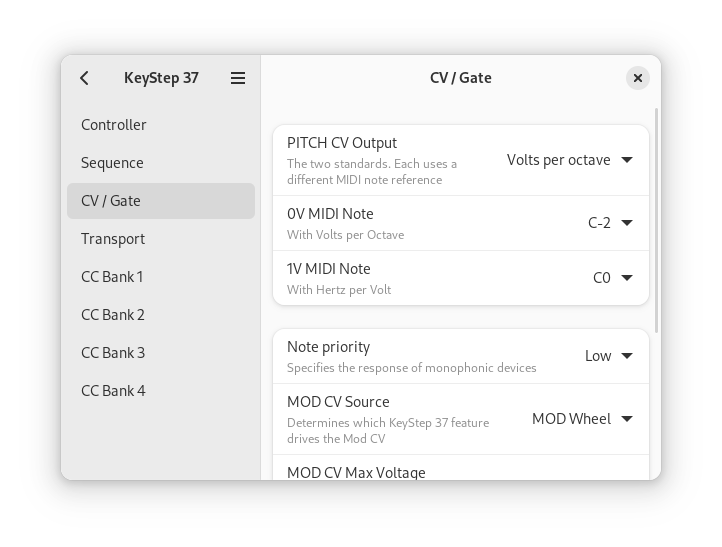 KeyStep 37
CV / Gate
Controller
Sequence
CV / Gate
Transport
CC Bank 1
CC Bank 2
CC Bank 3
CC Bank 4
PITCH CV Output
The two standards. Each uses a
different MIDI note reference
Volts per octave
0V MIDI Note
With Volts per Octave
C-2
1V MIDI Note
With Hertz per Volt
C0
Note priority
Specifies the response of monophonic devices
Low
MOD CV Source
Determines which KeyStep 37 feature
drives the Mod CV
MOD Wheel
MOD CV Max Voltage